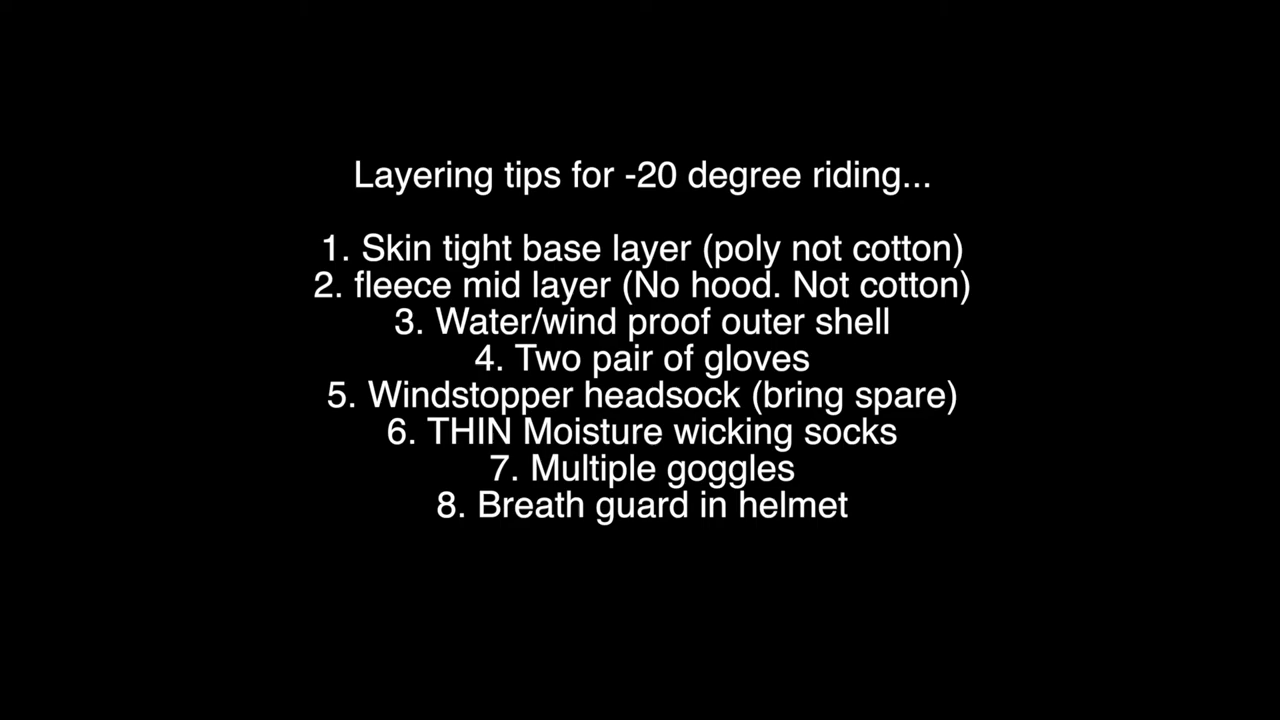 Layering tips for -20 degree riding...
1. Skin tight base layer (poly not cotton)
2. fleece mid layer (No hood. Not cotton)
3. Water/wind proof outer shell
4. Two pair of gloves
5. Windstopper headsock (bring spare)
6. THIN Moisture wicking socks
7. Multiple goggles
8. Breath guard in helmet